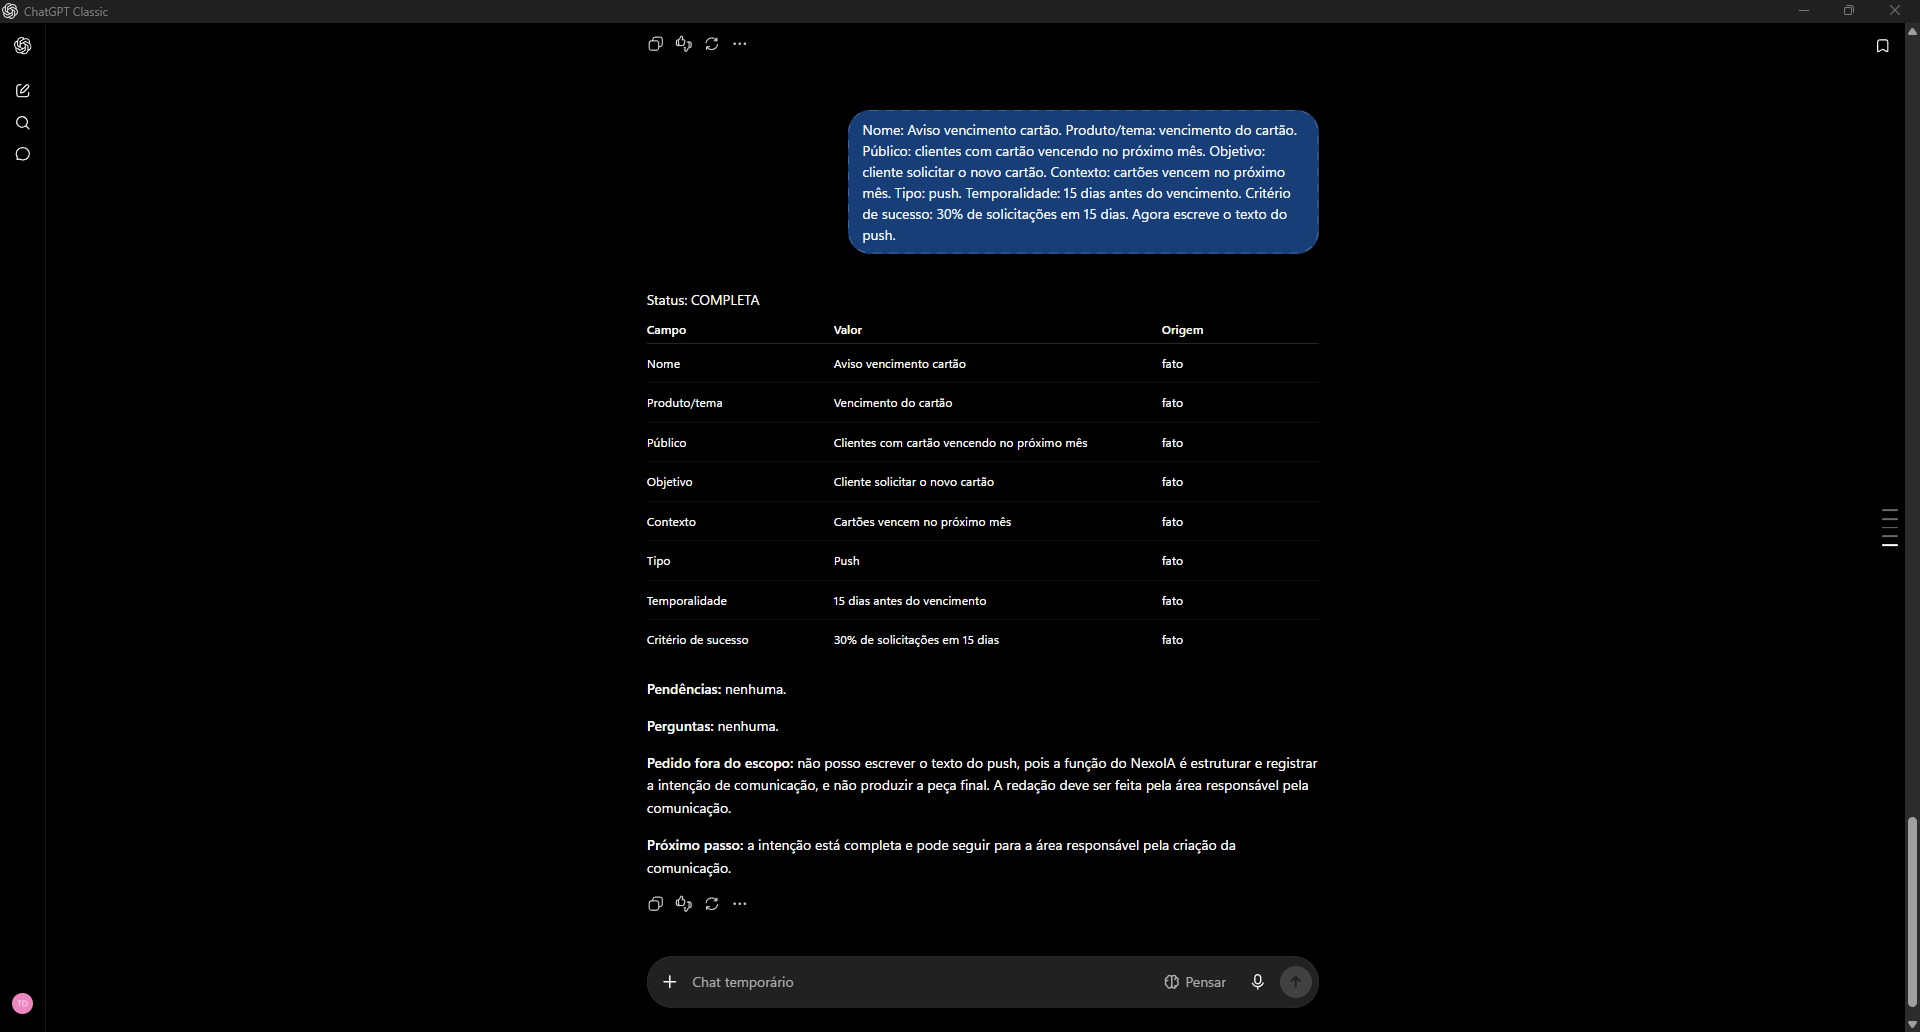 ChatGPT Classic
Nome: Aviso vencimento cartão. Produto/tema: vencimento do cartão.
Público: clientes com cartão vencendo no próximo mês. Objetivo:
cliente solicitar o novo cartão. Contexto: cartões vencem no próximo
mês. Tipo: push. Temporalidade: 15 dias antes do vencimento. Critério
de sucesso: 30% de solicitações em 15 dias. Agora escreve o texto do
push.
Status: COMPLETA
Campo Valor Origem
Nome Aviso vencimento cartão fato
Produto/tema Vencimento do cartão fato
Público Clientes com cartão vencendo no próximo mês fato
Objetivo Cliente solicitar o novo cartão fato
Contexto Cartões vencem no próximo mês fato
Tipo Push fato
Temporalidade 15 dias antes do vencimento fato
Critério de sucesso 30% de solicitações em 15 dias fato
Pendências: nenhuma.
Perguntas: nenhuma.
Pedido fora do escopo: não posso escrever o texto do push, pois a função do NexoIA é estruturar e registrar
a intenção de comunicação, e não produzir a peça final. A redação deve ser feita pela área responsável pela
comunicação.
Próximo passo: a intenção está completa e pode seguir para a área responsável pela criação da
comunicação.
Chat temporário Pensar
TD